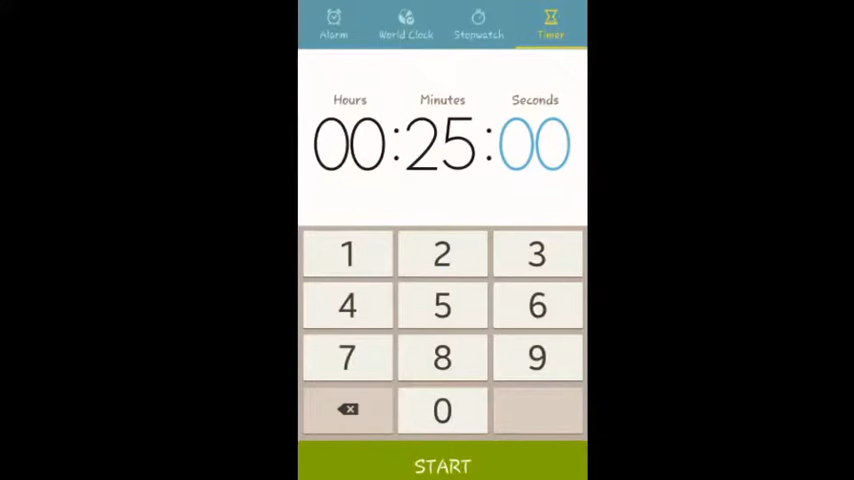 Alarm World Clock Stopwatch Timer
Hours Minutes Seconds
00:25:00
1 2 3
4 5 6
7 8 9
0
START